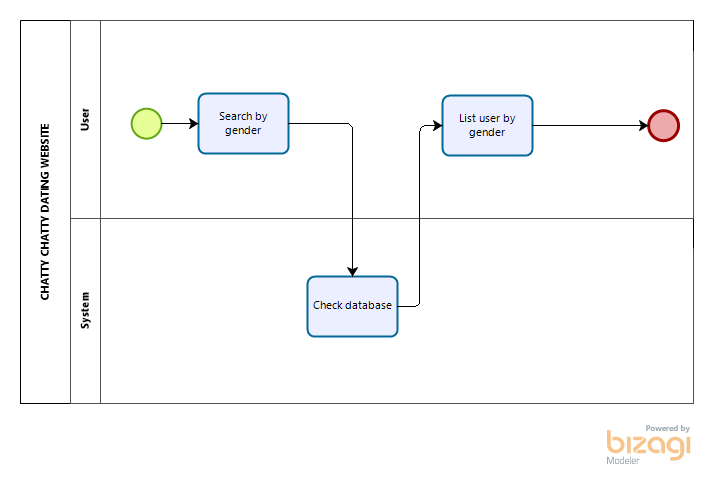 CHATTY CHATTY DATING WEBSITE
User
Search by
gender
List user by
gender
System
Check database
Powered by
bizagi
Modeler